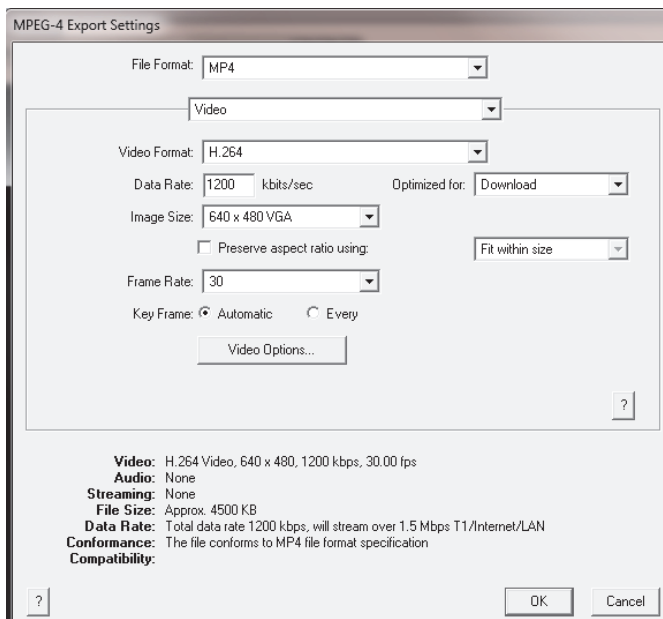 MPEG-4 Export Settings
File Format: MP4
Video
Video Format: H.264
Data Rate: 1200 kbits/sec Optimized for: Download
Image Size: 640 x 480 VGA
Preserve aspect ratio using: Fit within size
Frame Rate: 30
Key Frame: Automatic Every
Video Options...
?
Video: H.264 Video, 640 x 480, 1200 kbps, 30.00 fps
Audio: None
Streaming: None
File Size: Approx. 4500 KB
Data Rate: Total data rate 1200 kbps, will stream over 1.5 Mbps T1/Internet/LAN
Conformance: The file conforms to MP4 file format specification
Compatibility:
? OK Cancel